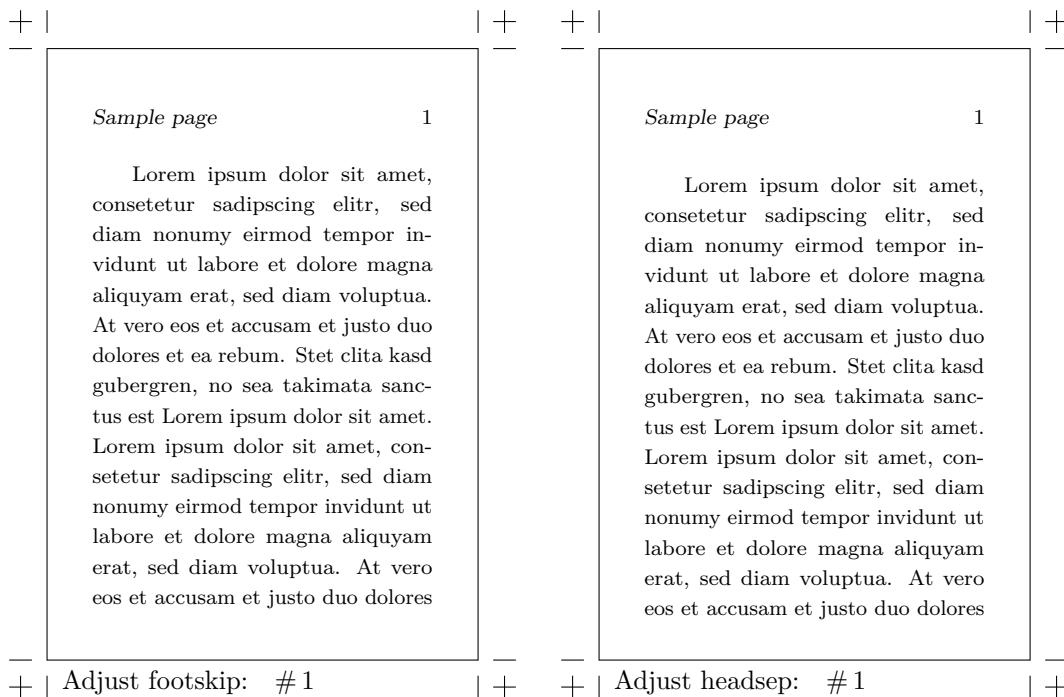 Sample page 1
Lorem ipsum dolor sit amet,
consetetur sadipscing elitr, sed
diam nonumy eirmod tempor in-
vidunt ut labore et dolore magna
aliquyam erat, sed diam voluptua.
At vero eos et accusam et justo duo
dolores et ea rebum. Stet clita kasd
gubergren, no sea takimata sanc-
tus est Lorem ipsum dolor sit amet.
Lorem ipsum dolor sit amet, con-
setetur sadipscing elitr, sed diam
nonumy eirmod tempor invidunt ut
labore et dolore magna aliquyam
erat, sed diam voluptua. At vero
eos et accusam et justo duo dolores
Adjust footskip: #1
Sample page 1
Lorem ipsum dolor sit amet,
consetetur sadipscing elitr, sed
diam nonumy eirmod tempor in-
vidunt ut labore et dolore magna
aliquyam erat, sed diam voluptua.
At vero eos et accusam et justo duo
dolores et ea rebum. Stet clita kasd
gubergren, no sea takimata sanc-
tus est Lorem ipsum dolor sit amet.
Lorem ipsum dolor sit amet, con-
setetur sadipscing elitr, sed diam
nonumy eirmod tempor invidunt ut
labore et dolore magna aliquyam
erat, sed diam voluptua. At vero
eos et accusam et justo duo dolores
Adjust headsep: #1